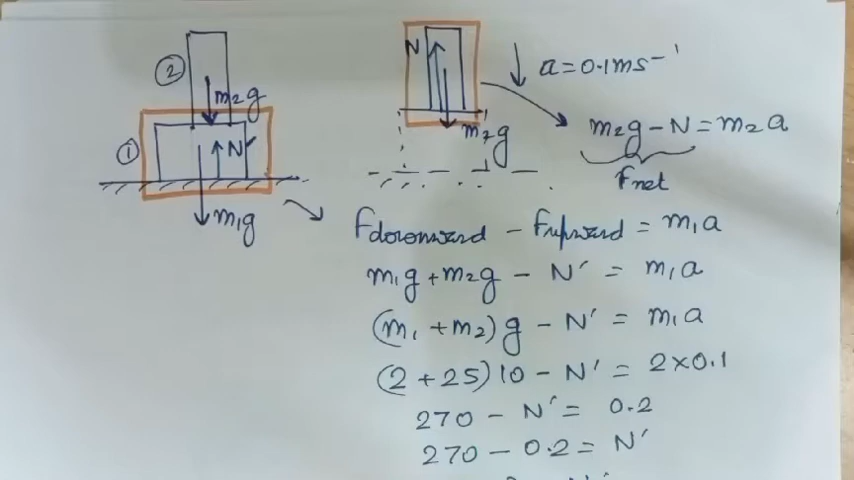 ②
m₂g
①
N'
m₁g
N
a = 0.1ms⁻¹
m₂g
m₂g - N = m₂a
Fnet
Fdownward - Fupward = m₁a
m₁g + m₂g - N' = m₁a
(m₁ + m₂)g - N' = m₁a
(2 + 25)10 - N' = 2×0.1
270 - N' = 0.2
270 - 0.2 = N'